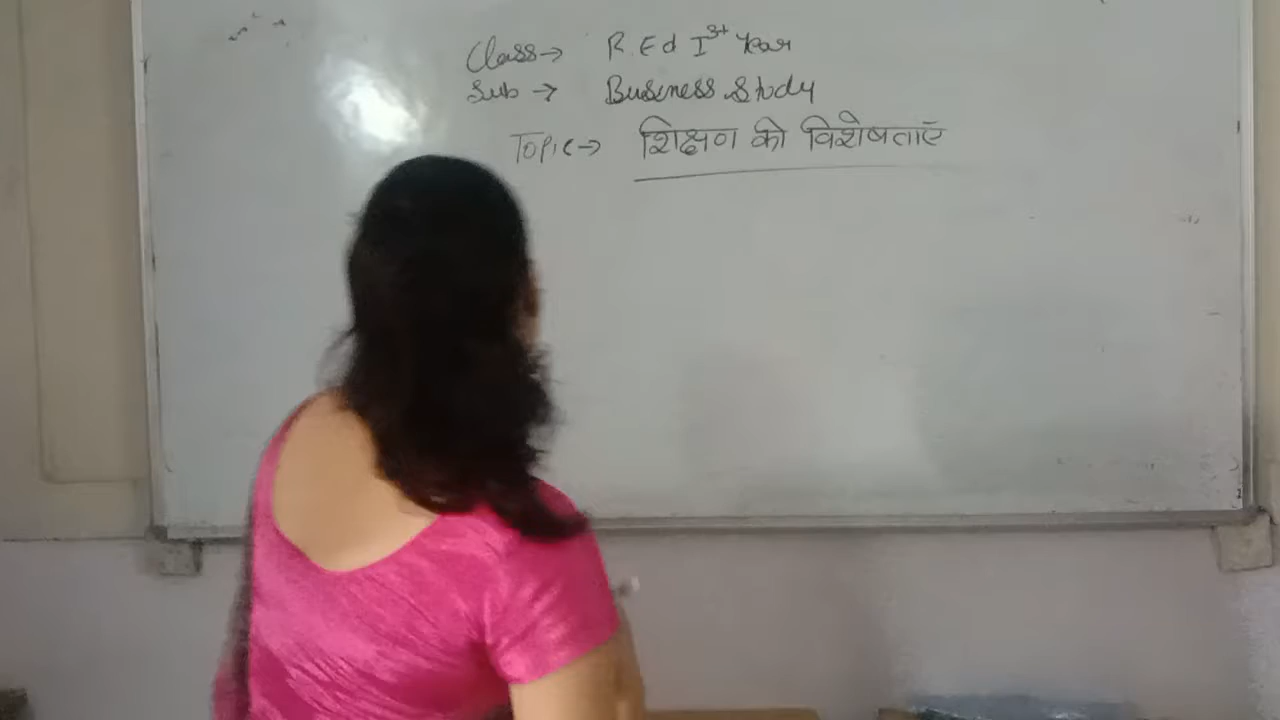 Class → B.Ed Ist Year
Sub → Business Study
Topic → शिक्षण की विशेषताएँ